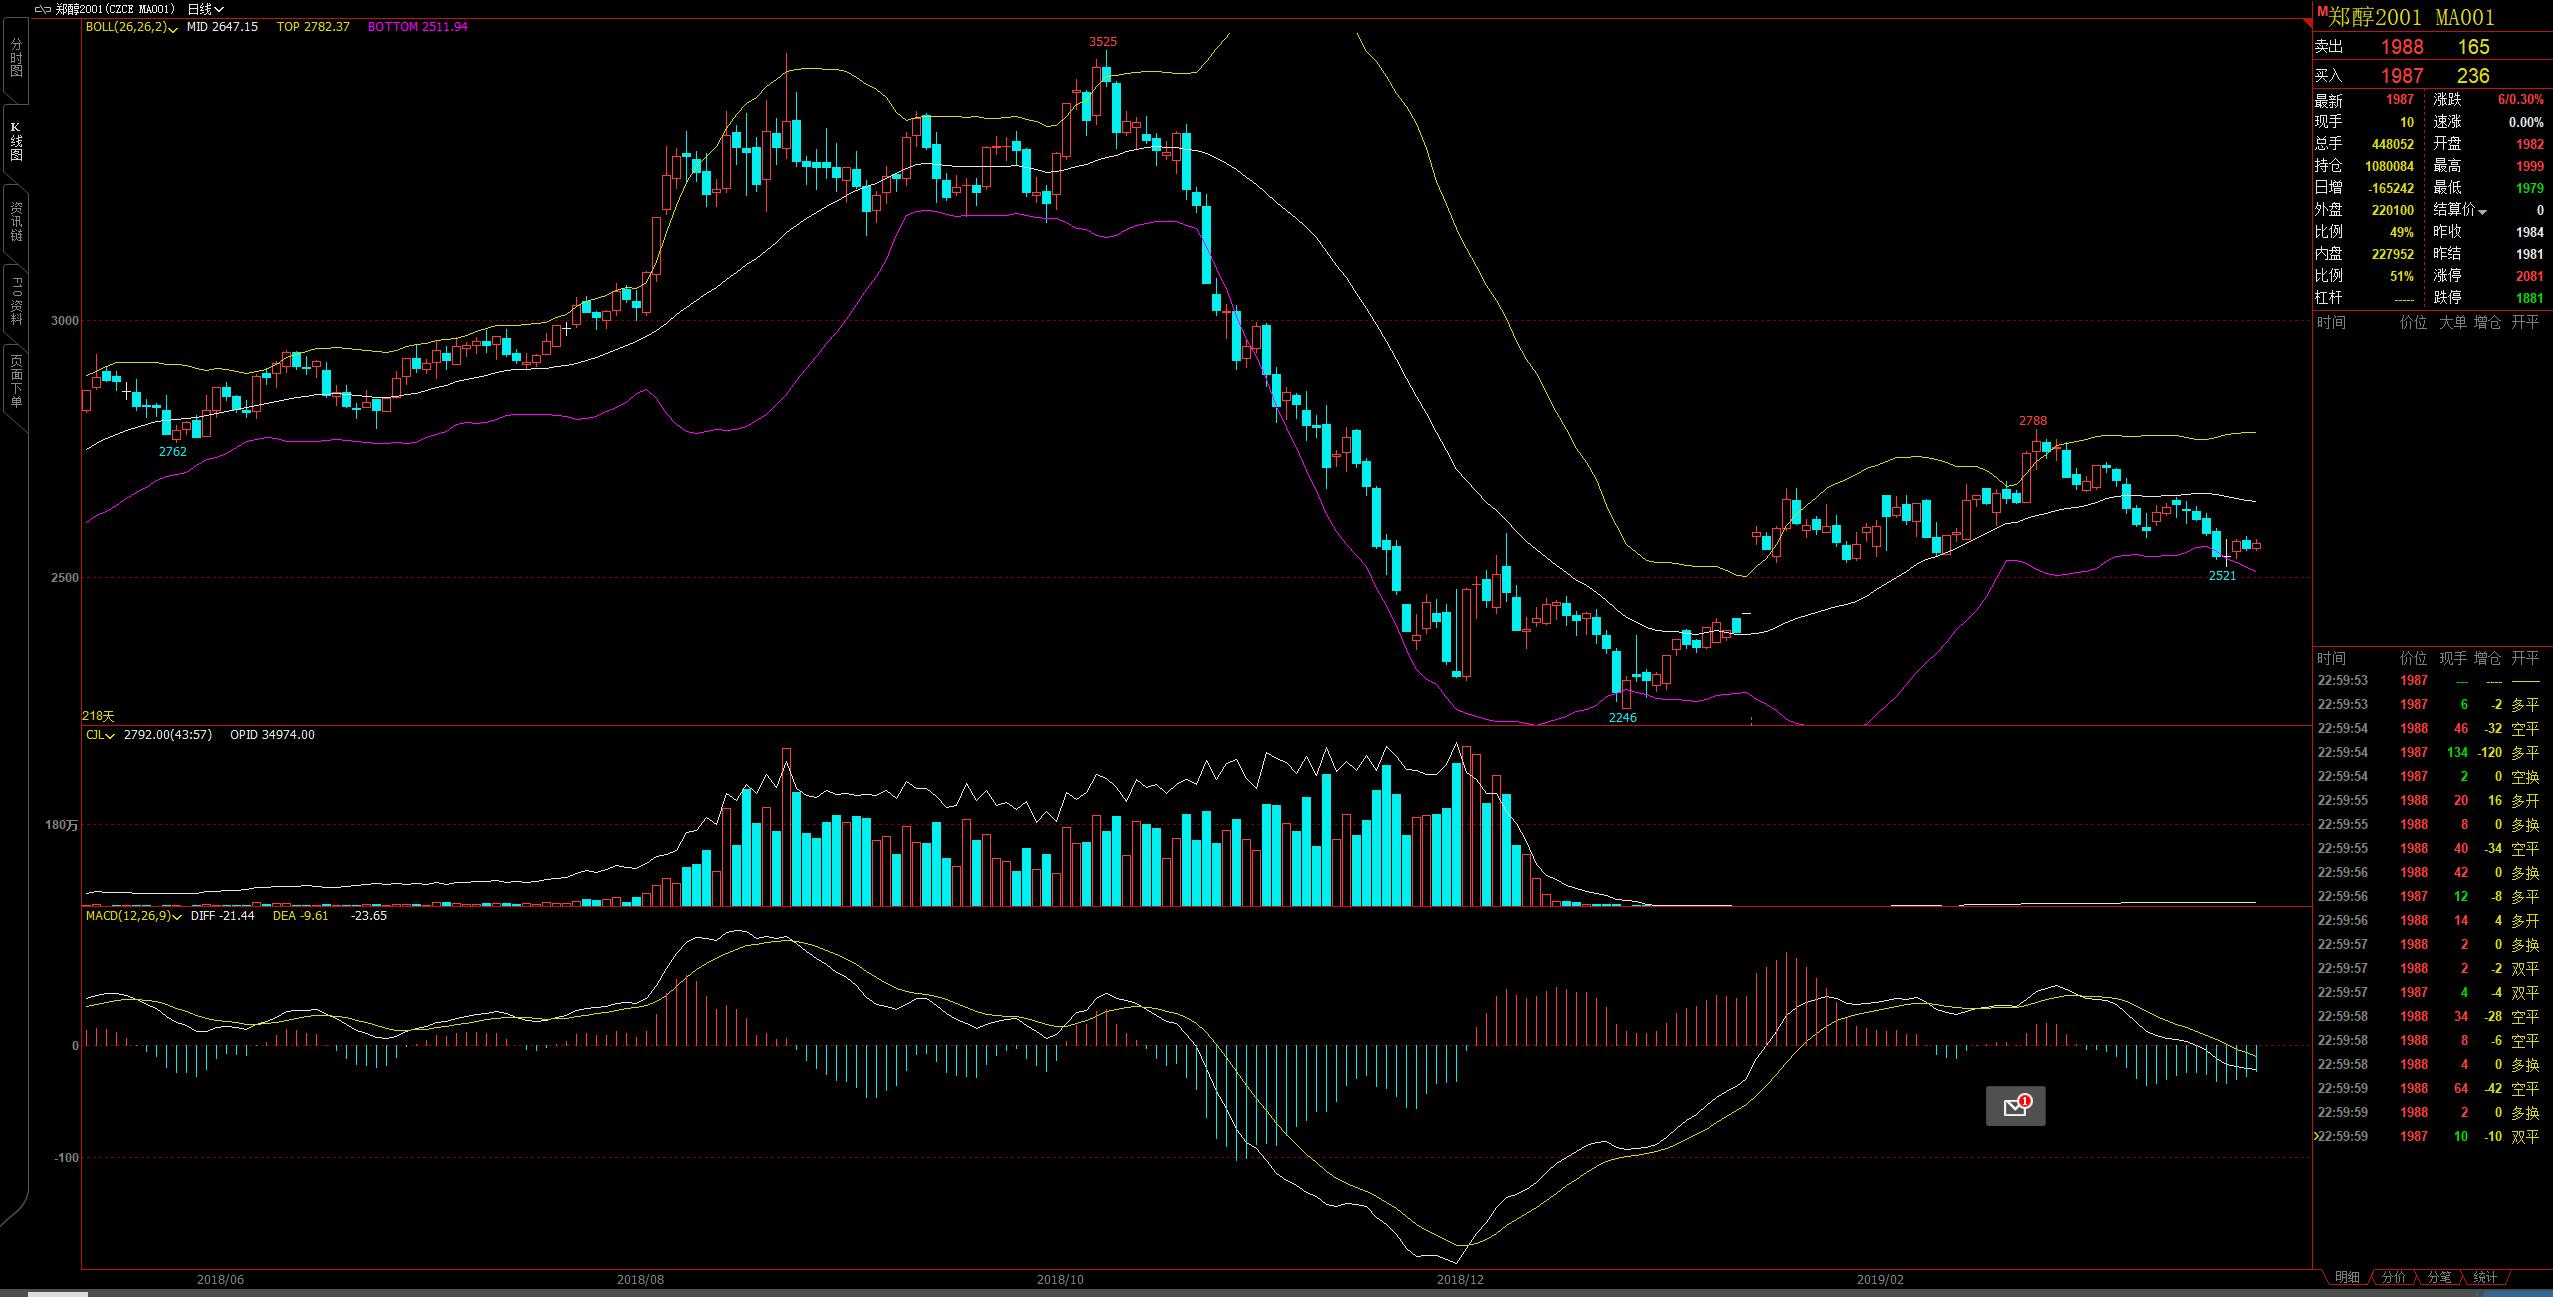 郑醇2001(CZCE MA001) 日线
BOLL(26,26,2) MID 2647.15 TOP 2782.37 BOTTOM 2511.94
分时图
K线图
资讯链
F10资料
页面下单
3525
3000
2762
2788
2500
2521
2246
218天
CJL 2792.00(43:57) OPID 34974.00
180万
MACD(12,26,9) DIFF -21.44 DEA -9.61 -23.65
0
-100
1
2018/06 2018/08 2018/10 2018/12 2019/02
M郑醇2001 MA001
卖出 1988 165
买入 1987 236
最新 1987 涨跌 6/0.30%
现手 10 速涨 0.00%
总手 448052 开盘 1982
持仓 1080084 最高 1999
日增 -165242 最低 1979
外盘 220100 结算价 0
比例 49% 昨收 1984
内盘 227952 昨结 1981
比例 51% 涨停 2081
杠杆 ----- 跌停 1881
时间 价位 大单 增仓 开平
时间 价位 现手 增仓 开平
22:59:53 1987 --- ---- ——
22:59:53 1987 6 -2 多平
22:59:54 1988 46 -32 空平
22:59:54 1987 134 -120 多平
22:59:54 1987 2 0 空换
22:59:55 1988 20 16 多开
22:59:55 1988 8 0 多换
22:59:55 1988 40 -34 空平
22:59:56 1988 42 0 多换
22:59:56 1987 12 -8 多平
22:59:56 1988 14 4 多开
22:59:57 1988 2 0 多换
22:59:57 1988 2 -2 双平
22:59:57 1987 4 -4 双平
22:59:58 1988 34 -28 空平
22:59:58 1988 8 -6 空平
22:59:58 1988 4 0 多换
22:59:59 1988 64 -42 空平
22:59:59 1988 2 0 多换
22:59:59 1987 10 -10 双平
明细 分价 分笔 统计